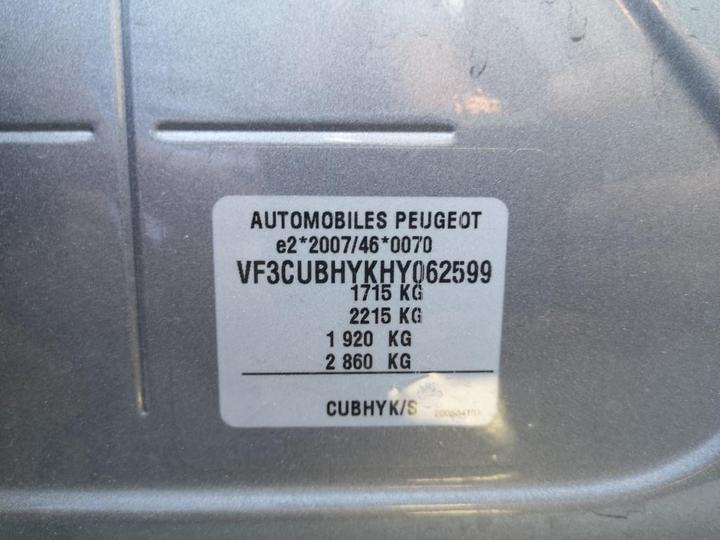 AUTOMOBILES PEUGEOT
e2*2007/46*0070
VF3CUBHYKHY062599
1715 KG
2215 KG
1 920 KG
2 860 KG
CUBHYK/S